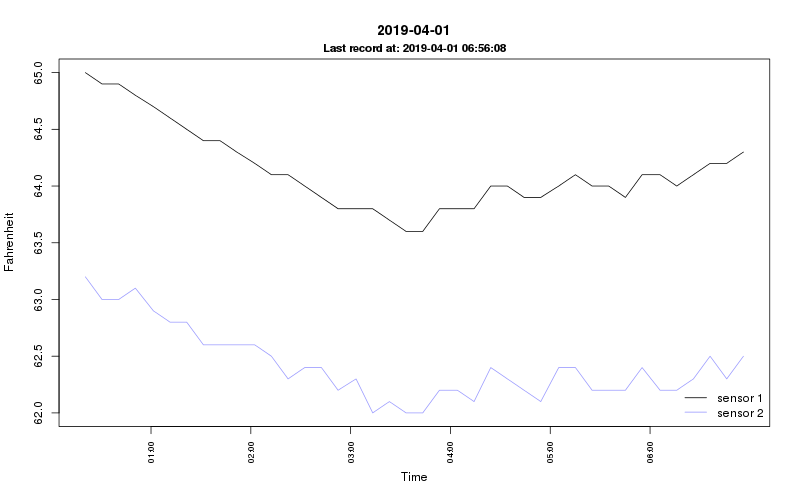 2019-04-01
Last record at: 2019-04-01 06:56:08
Fahrenheit
65.0
64.5
64.0
63.5
63.0
62.5
62.0
sensor 1
sensor 2
01:00 02:00 03:00 04:00 05:00 06:00
Time